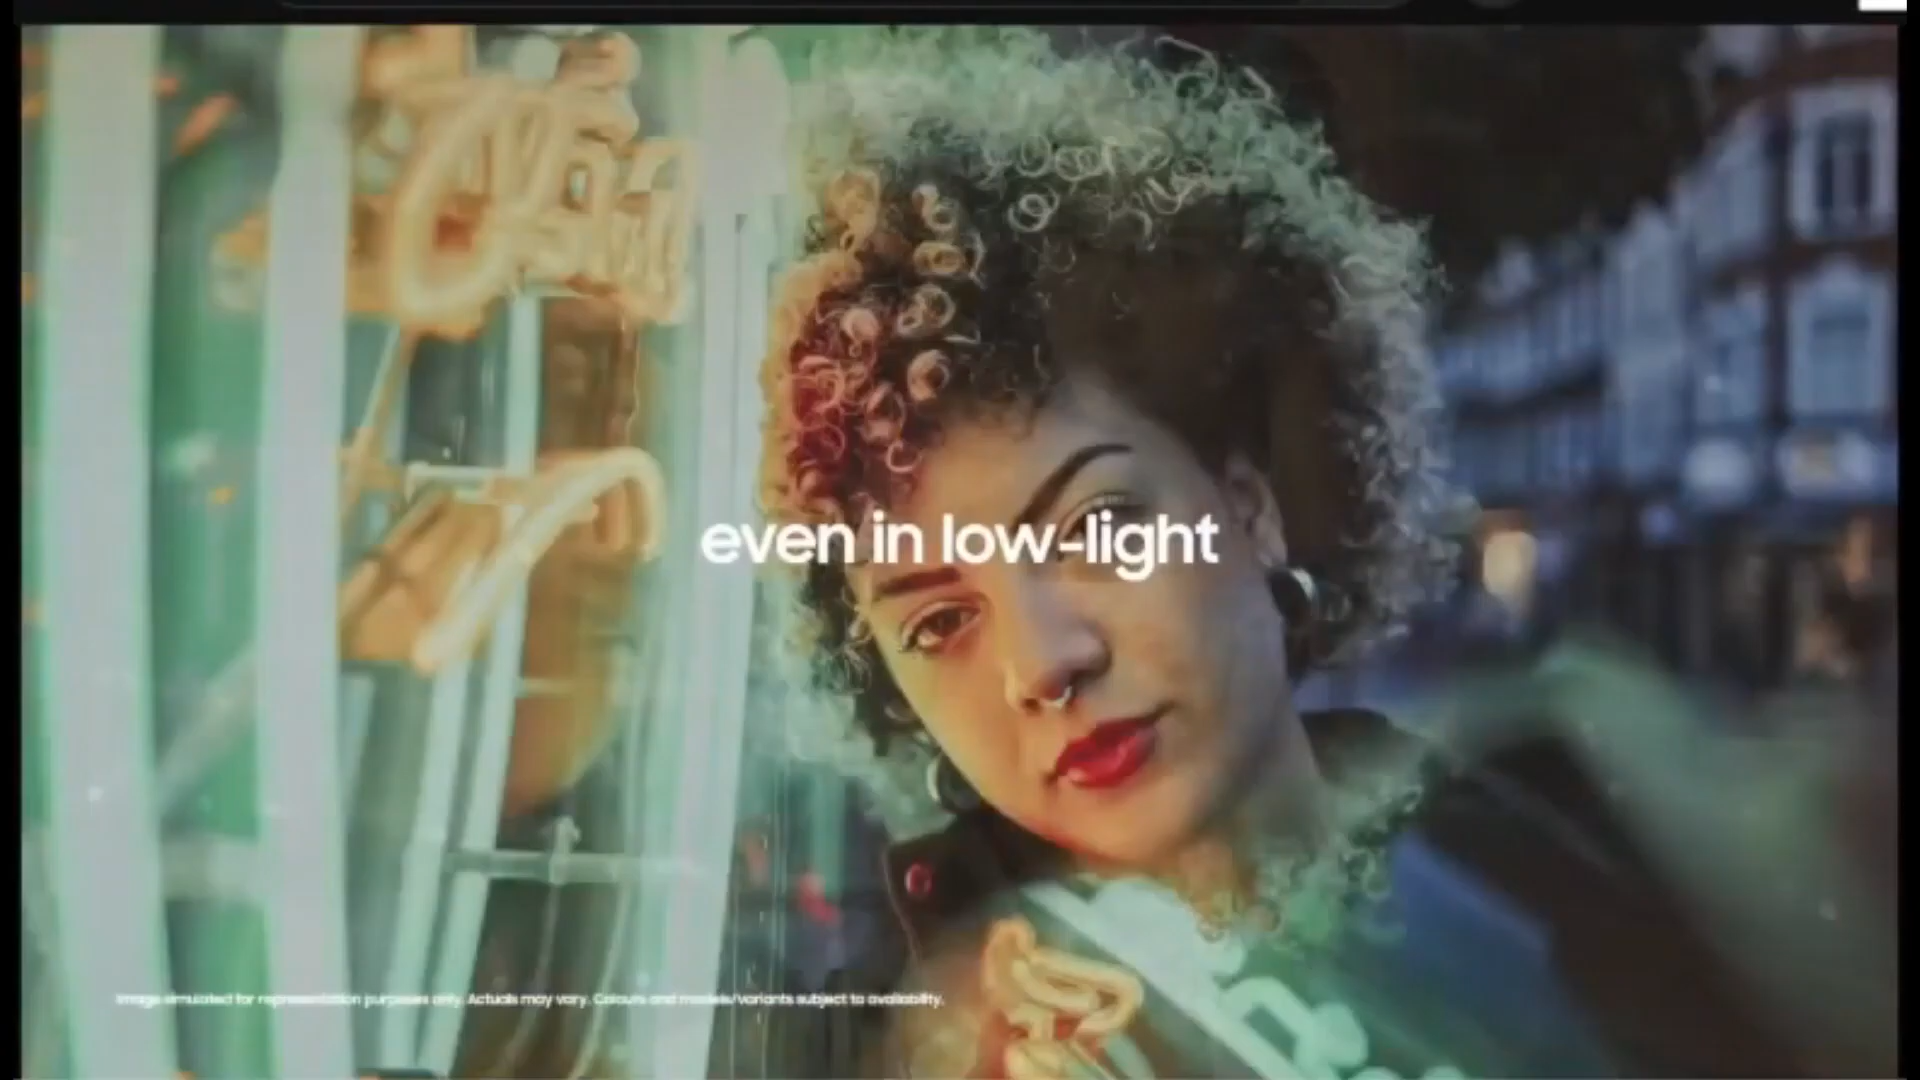 even in low-light
Image simulated for representation purposes only. Actuals may vary. Colours and models/variants subject to availability.